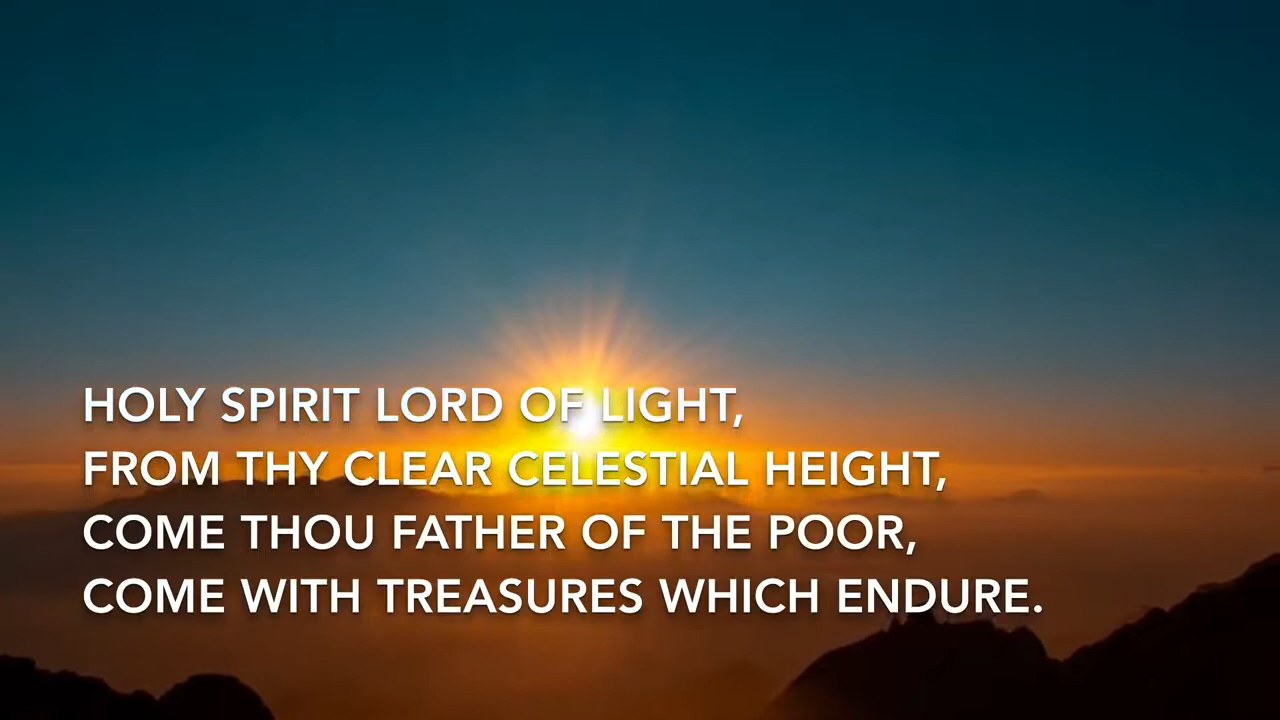 HOLY SPIRIT LORD OF LIGHT,
FROM THY CLEAR CELESTIAL HEIGHT,
COME THOU FATHER OF THE POOR,
COME WITH TREASURES WHICH ENDURE.